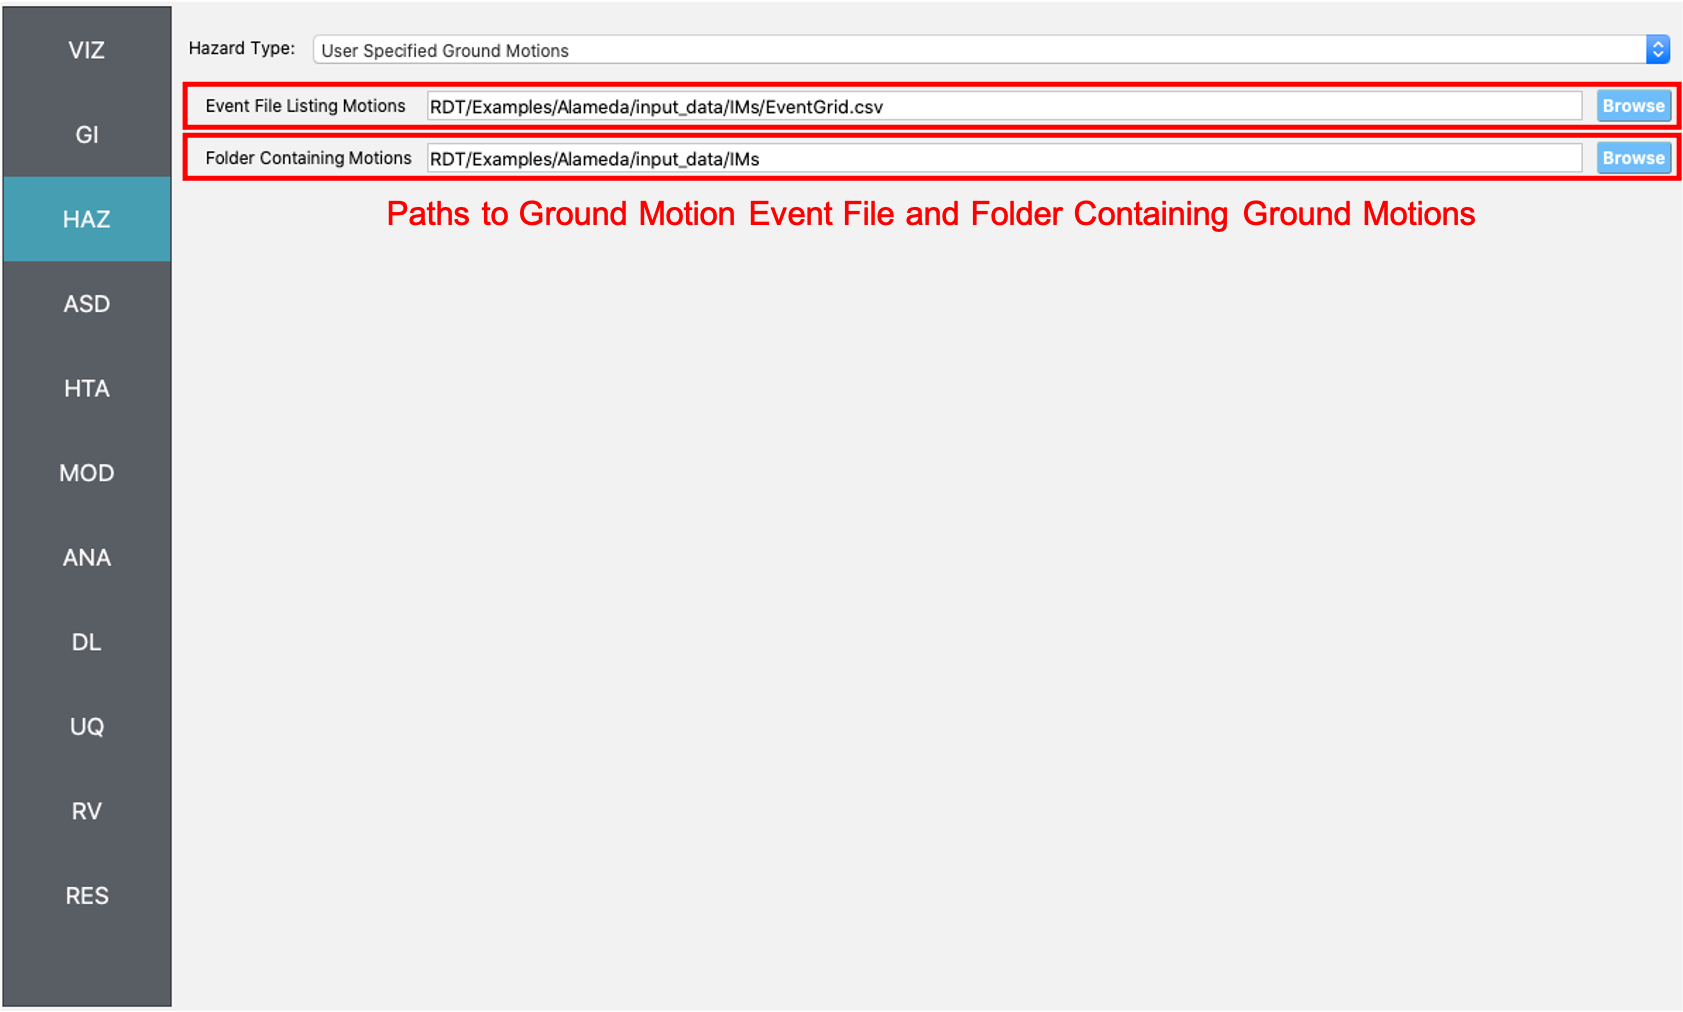 VIZ
GI
HAZ
ASD
HTA
MOD
ANA
DL
UQ
RV
RES
Hazard Type: User Specified Ground Motions
Event File Listing Motions RDT/Examples/Alameda/input_data/IMs/EventGrid.csv Browse
Folder Containing Motions RDT/Examples/Alameda/input_data/IMs Browse
Paths to Ground Motion Event File and Folder Containing Ground Motions